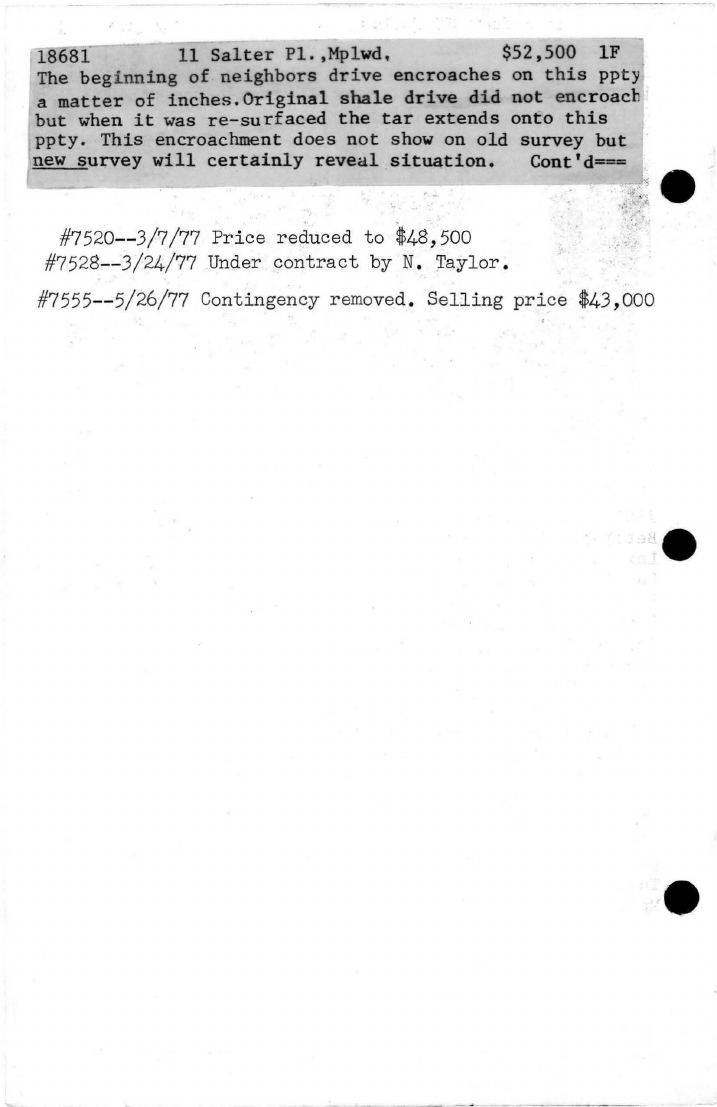 18681 11 Salter Pl.,Mplwd, $52,500 1F
The beginning of neighbors drive encroaches on this ppty
a matter of inches.Original shale drive did not encroach
but when it was re-surfaced the tar extends onto this
ppty. This encroachment does not show on old survey but
new survey will certainly reveal situation. Cont'd===
#7520--3/7/77 Price reduced to $48,500
#7528--3/24/77 Under contract by N. Taylor.
#7555--5/26/77 Contingency removed. Selling price $43,000